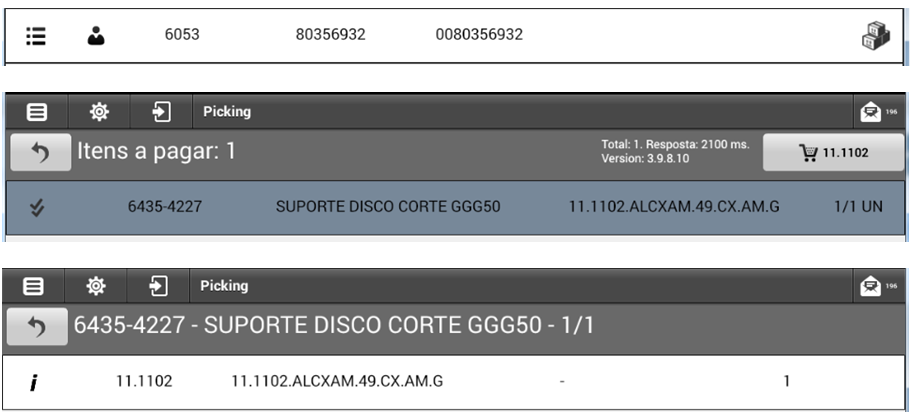 6053 80356932 0080356932
Picking 196
Itens a pagar: 1 Total: 1. Resposta: 2100 ms. 11.1102
Version: 3.9.8.10
6435-4227 SUPORTE DISCO CORTE GGG50 11.1102.ALCXAM.49.CX.AM.G 1/1 UN
Picking 196
6435-4227 - SUPORTE DISCO CORTE GGG50 - 1/1
i 11.1102 11.1102.ALCXAM.49.CX.AM.G - 1